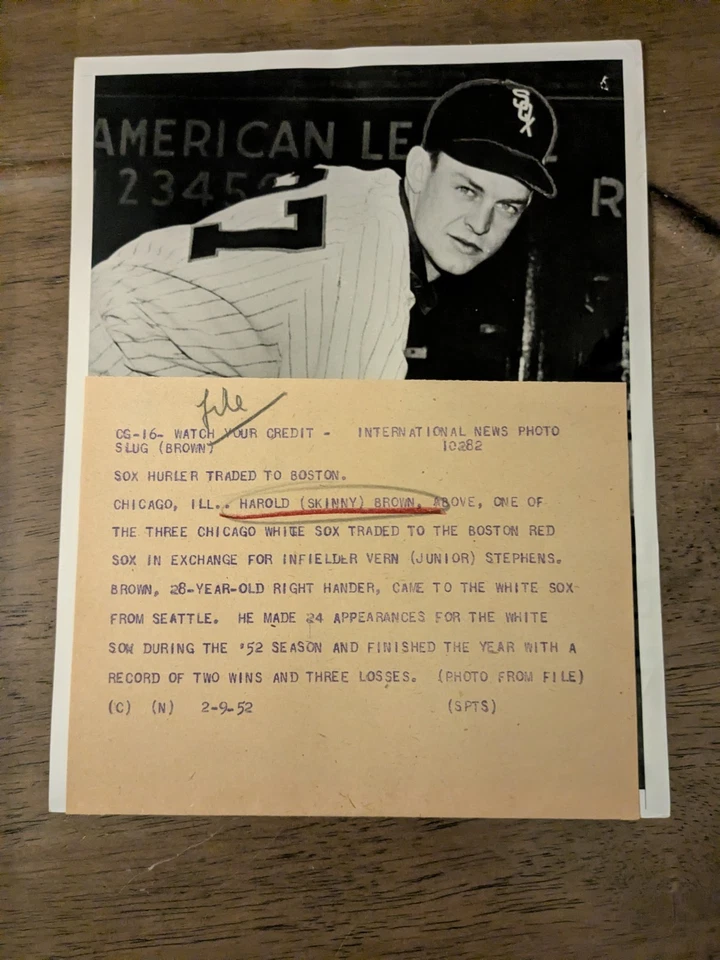 AMERICAN LE L
12345 R
SOX
file
CG-16- WATCH YOUR CREDIT - INTERNATIONAL NEWS PHOTO
SLUG (BROWN) 10282
SOX HURLER TRADED TO BOSTON.
CHICAGO, ILL.. HAROLD (SKINNY) BROWN, ABOVE, ONE OF
THE THREE CHICAGO WHITE SOX TRADED TO THE BOSTON RED
SOX IN EXCHANGE FOR INFIELDER VERN (JUNIOR) STEPHENS.
BROWN, 28-YEAR-OLD RIGHT HANDER, CAME TO THE WHITE SOX
FROM SEATTLE. HE MADE 24 APPEARANCES FOR THE WHITE
SOW DURING THE '52 SEASON AND FINISHED THE YEAR WITH A
RECORD OF TWO WINS AND THREE LOSSES. (PHOTO FROM FILE)
(C) (N) 2-9-52 (SPTS)